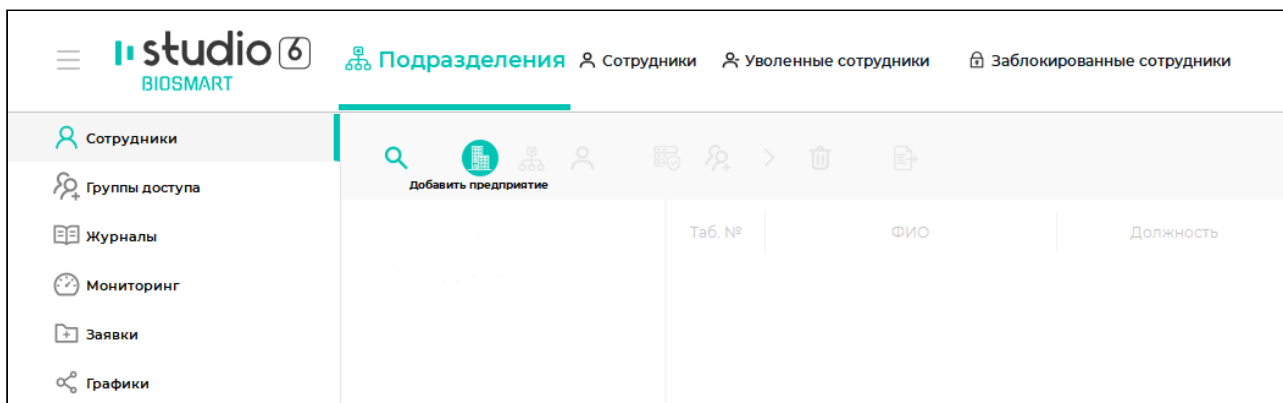 studio 6
BIOSMART
Подразделения
Сотрудники
Уволенные сотрудники
Заблокированные сотрудники
Сотрудники
Группы доступа
Журналы
Мониторинг
Заявки
Графики
Добавить предприятие
Таб. №
ФИО
Должность